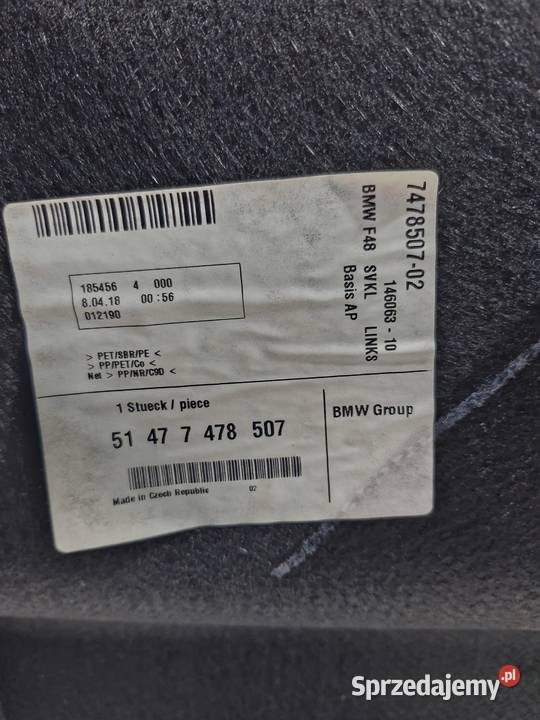 7478507-02
146063 - 10
BMW F48 SVKL LINKS
Basis AP
185456 4 000
8.04.18 00:56
012190
> PET/SBR/PE <
> PP/PET/Co <
Net > PP/NR/C9D <
1 Stueck / piece
51 47 7 478 507
BMW Group
Made in Czech Republic 02
Sprzedajemy.pl